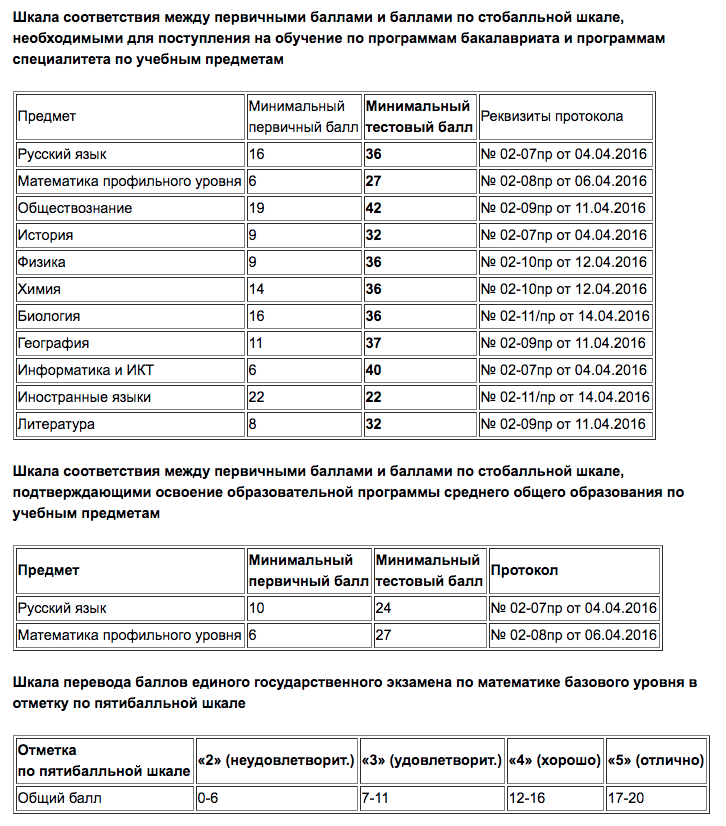 Шкала соответствия между первичными баллами и баллами по стобалльной шкале,
необходимыми для поступления на обучение по программам бакалавриата и программам
специалитета по учебным предметам
Предмет Минимальный первичный балл Минимальный тестовый балл Реквизиты протокола
Русский язык 16 36 № 02-07пр от 04.04.2016
Математика профильного уровня 6 27 № 02-08пр от 06.04.2016
Обществознание 19 42 № 02-09пр от 11.04.2016
История 9 32 № 02-07пр от 04.04.2016
Физика 9 36 № 02-10пр от 12.04.2016
Химия 14 36 № 02-10пр от 12.04.2016
Биология 16 36 № 02-11/пр от 14.04.2016
География 11 37 № 02-09пр от 11.04.2016
Информатика и ИКТ 6 40 № 02-07пр от 04.04.2016
Иностранные языки 22 22 № 02-11/пр от 14.04.2016
Литература 8 32 № 02-09пр от 11.04.2016
Шкала соответствия между первичными баллами и баллами по стобалльной шкале,
подтверждающими освоение образовательной программы среднего общего образования по
учебным предметам
Предмет Минимальный первичный балл Минимальный тестовый балл Протокол
Русский язык 10 24 № 02-07пр от 04.04.2016
Математика профильного уровня 6 27 № 02-08пр от 06.04.2016
Шкала перевода баллов единого государственного экзамена по математике базового уровня в
отметку по пятибалльной шкале
Отметка по пятибалльной шкале «2» (неудовлетворит.) «3» (удовлетворит.) «4» (хорошо) «5» (отлично)
Общий балл 0-6 7-11 12-16 17-20